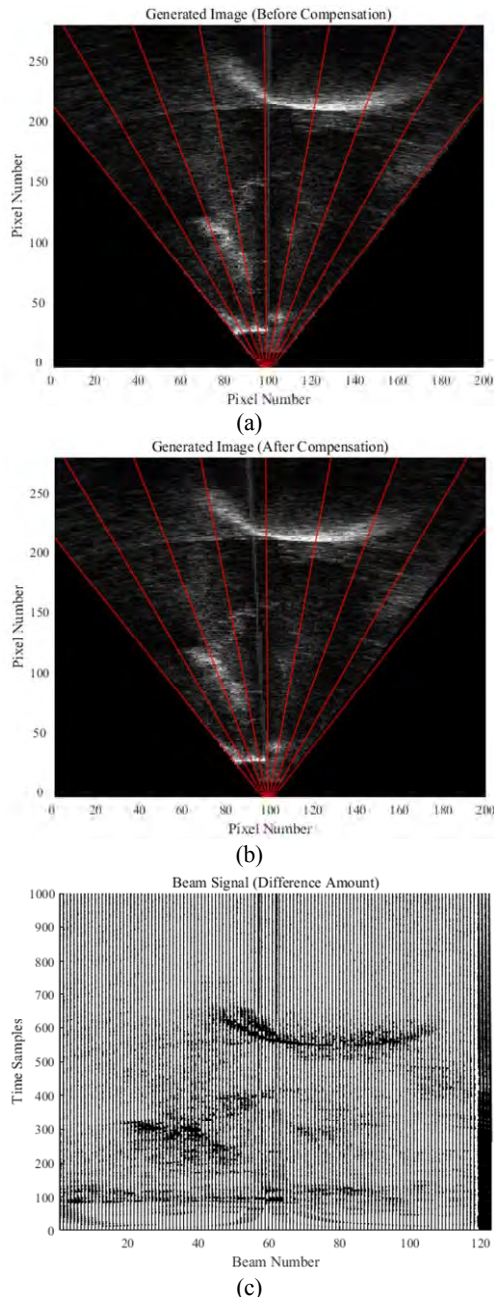 Generated Image (Before Compensation)
250
200
150
100
50
0
Pixel Number
0 20 40 60 80 100 120 140 160 180 200
Pixel Number
(a)
Generated Image (After Compensation)
250
200
150
100
50
0
Pixel Number
0 20 40 60 80 100 120 140 160 180 200
Pixel Number
(b)
Beam Signal (Difference Amount)
1000
900
800
700
600
500
400
300
200
100
0
Time Samples
20 40 60 80 100 120
Beam Number
(c)